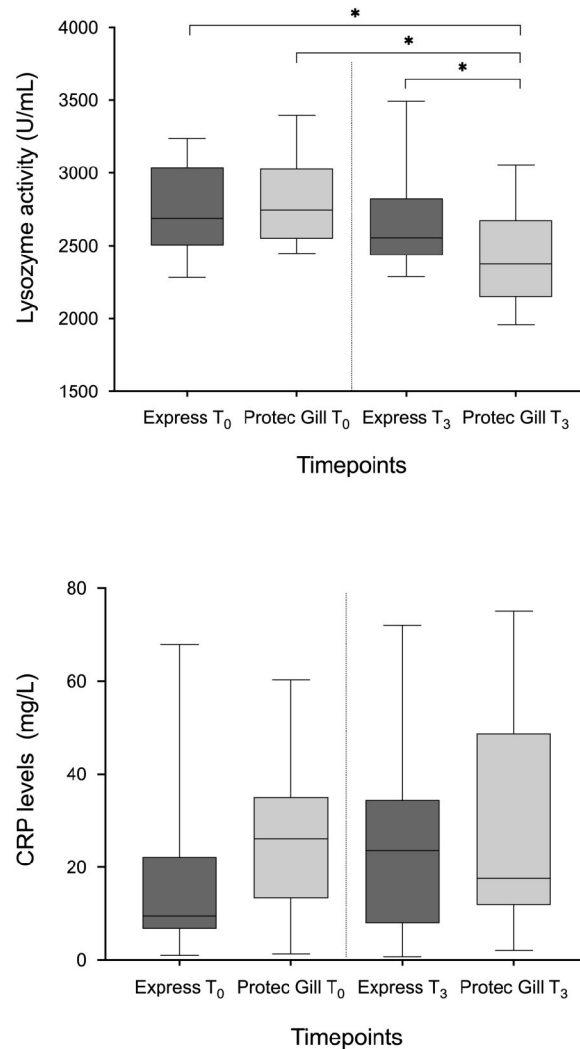 *
*
*
4000
3500
3000
2500
2000
1500
Lysozyme activity (U/mL)
Express T0 Protec Gill T0 Express T3 Protec Gill T3
Timepoints
80
60
40
20
0
CRP levels (mg/L)
Express T0 Protec Gill T0 Express T3 Protec Gill T3
Timepoints